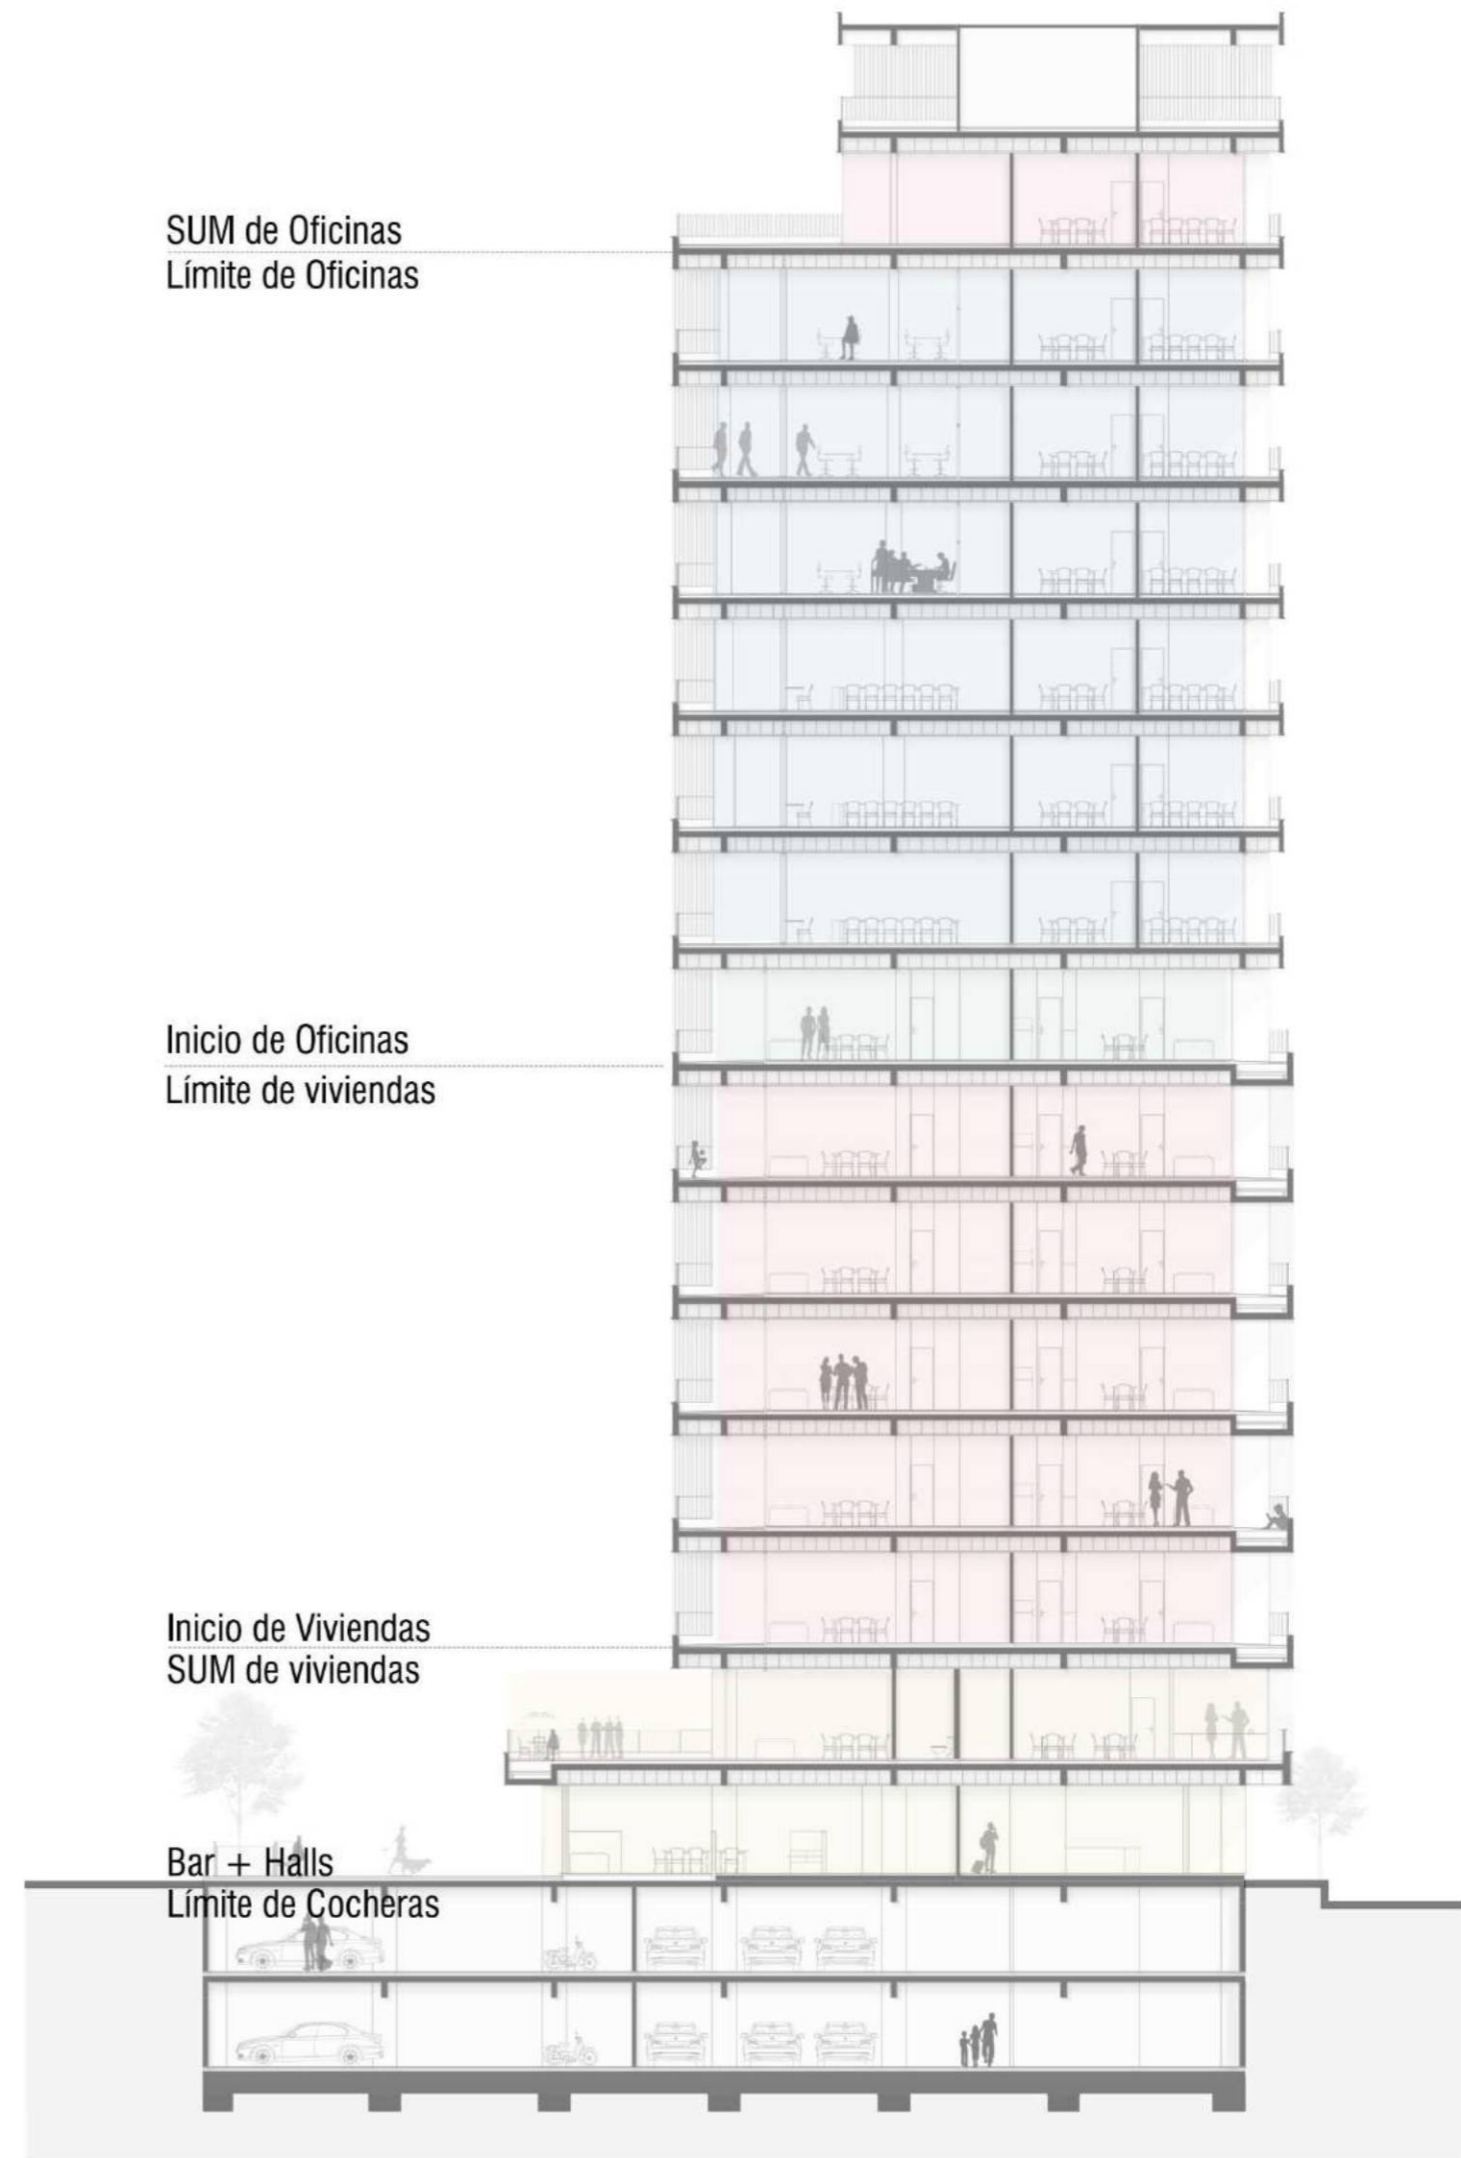 SUM de Oficinas
Límite de Oficinas
Inicio de Oficinas
Límite de viviendas
Inicio de Viviendas
SUM de viviendas
Bar + Halls
Límite de Cocheras